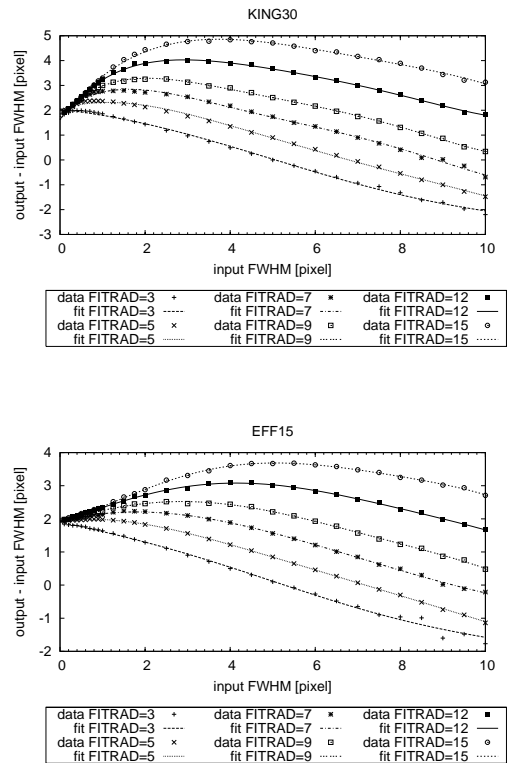 KING30
output - input FWHM [pixel]
5
4
3
2
1
0
-1
-2
-3
0 2 4 6 8 10
input FWHM [pixel]
data FITRAD=3 data FITRAD=7 data FITRAD=12
fit FITRAD=3 fit FITRAD=7 fit FITRAD=12
data FITRAD=5 data FITRAD=9 data FITRAD=15
fit FITRAD=5 fit FITRAD=9 fit FITRAD=15
EFF15
output - input FWHM [pixel]
4
3
2
1
0
-1
-2
0 2 4 6 8 10
input FWHM [pixel]
data FITRAD=3 data FITRAD=7 data FITRAD=12
fit FITRAD=3 fit FITRAD=7 fit FITRAD=12
data FITRAD=5 data FITRAD=9 data FITRAD=15
fit FITRAD=5 fit FITRAD=9 fit FITRAD=15